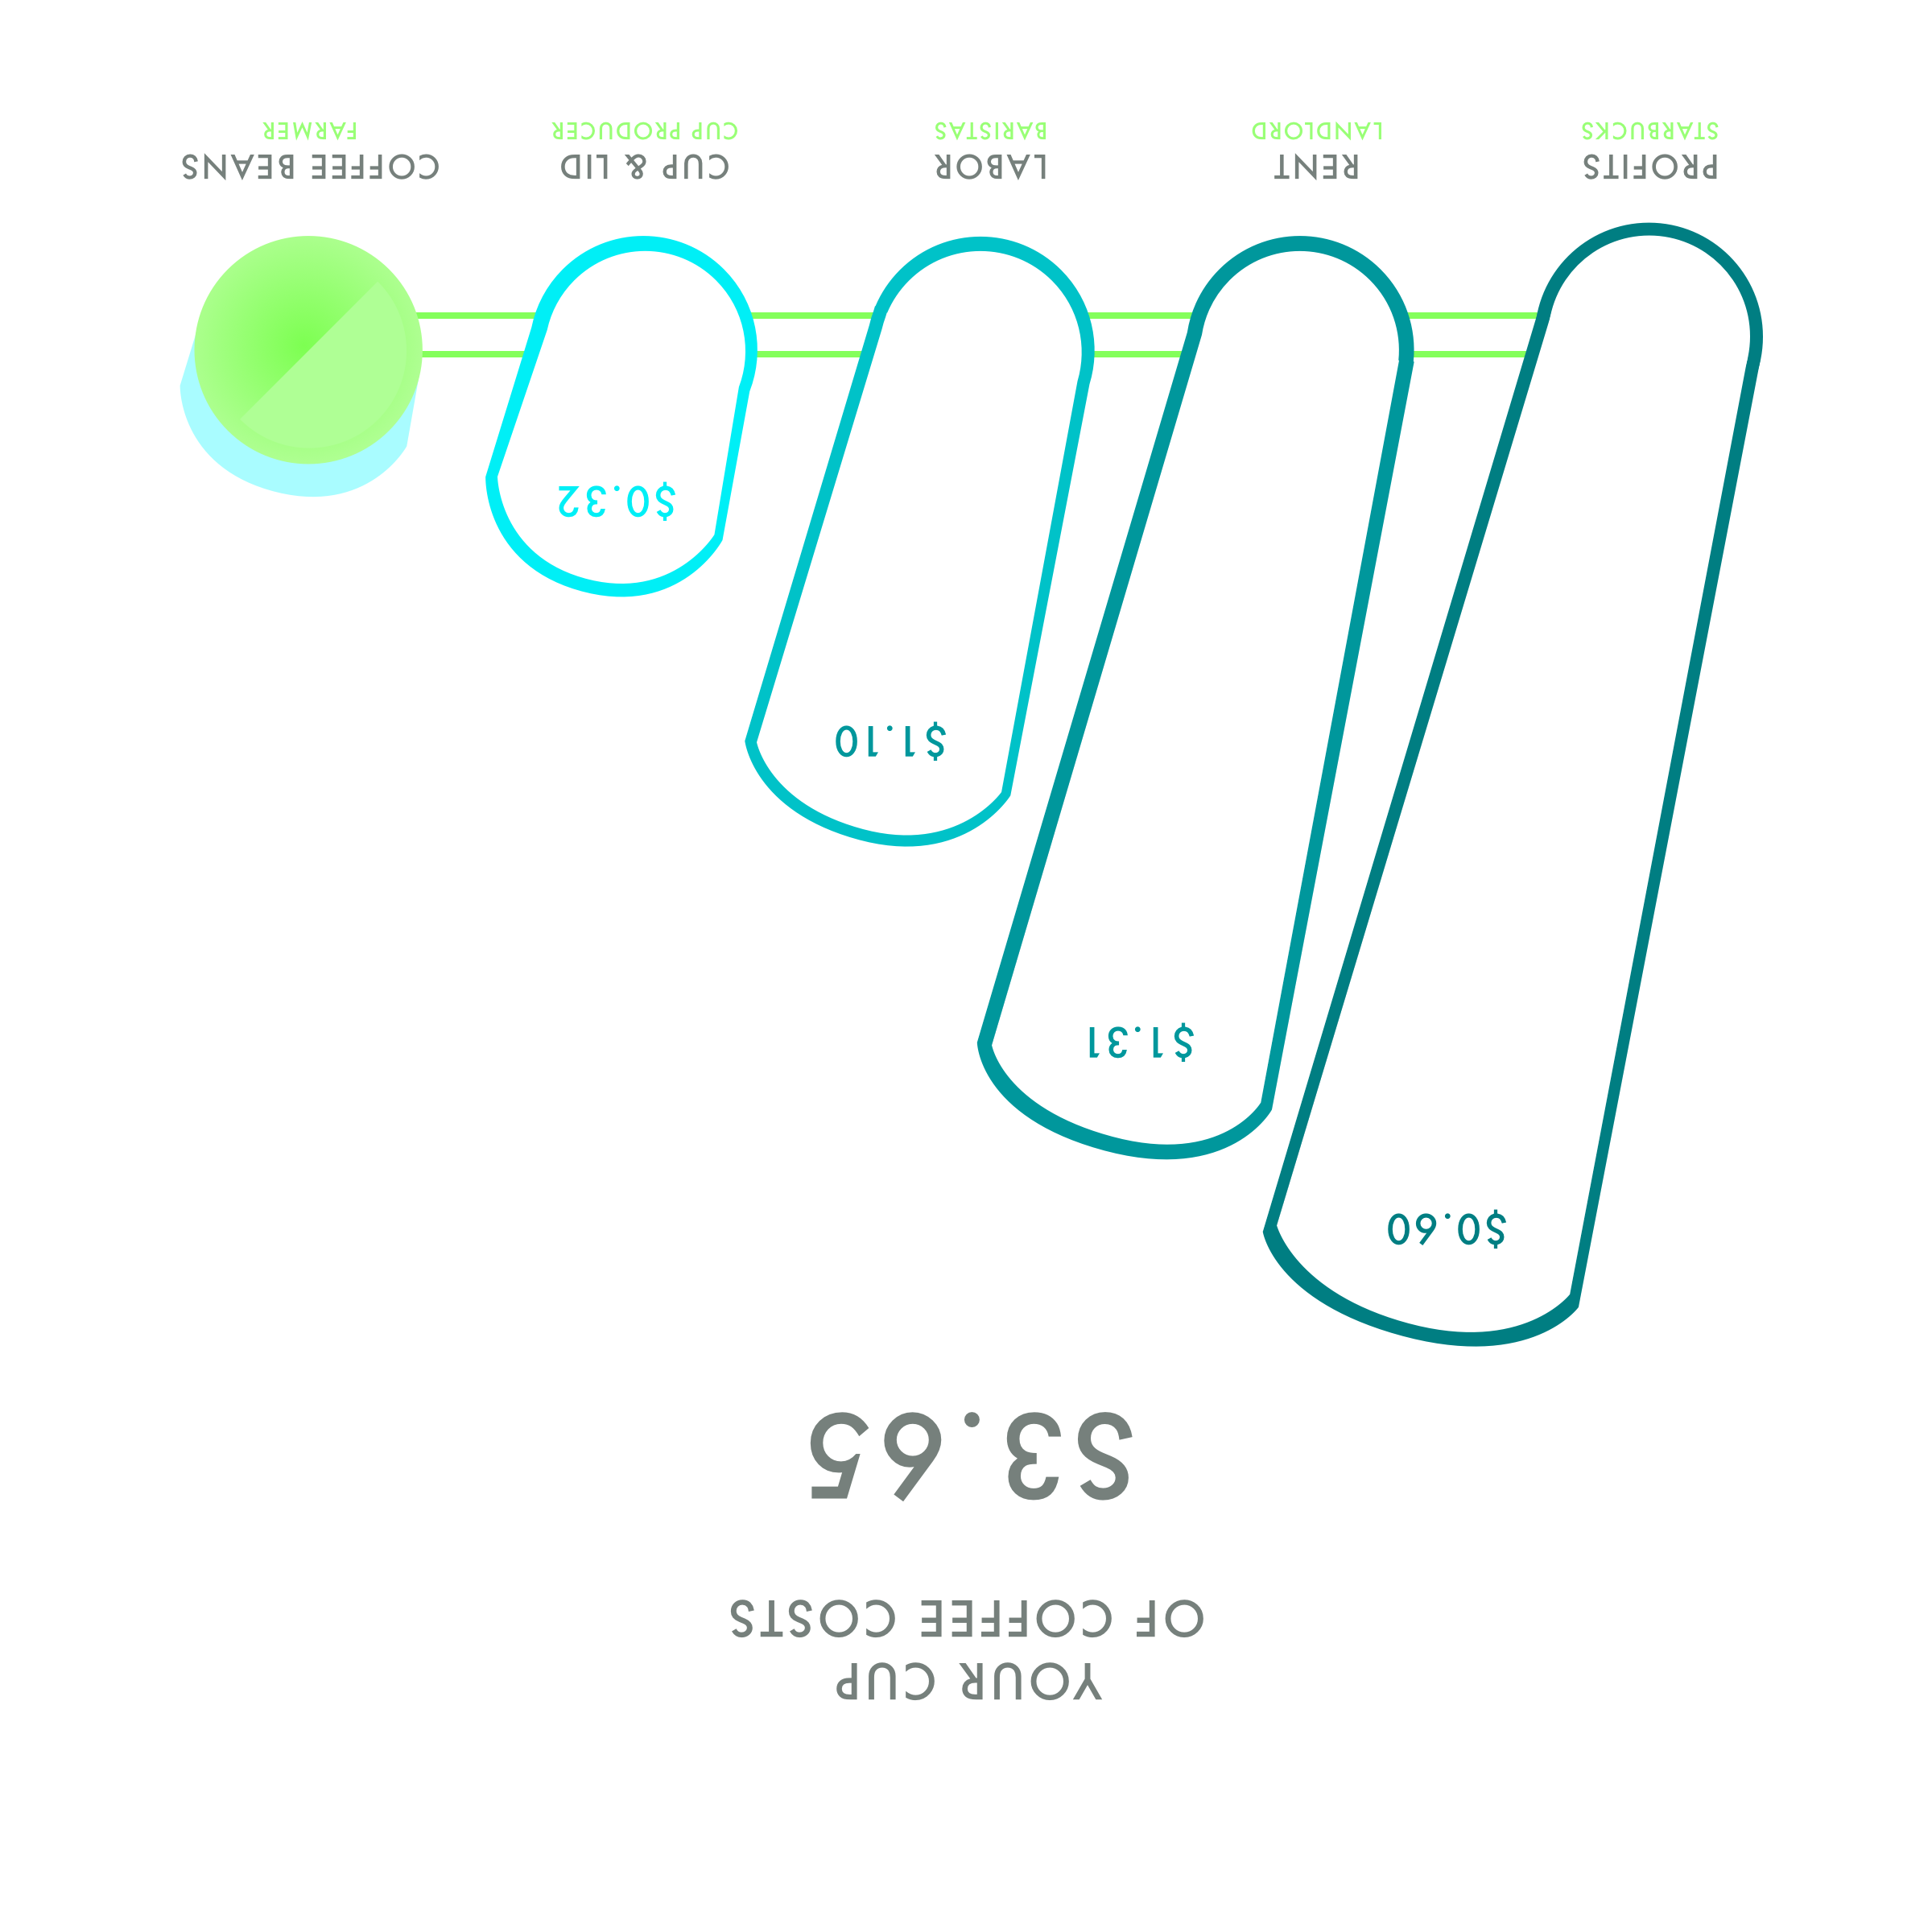 YOUR CUP
OF COFFEE COSTS
S3.65
$0.60
$1.31
$1.10
$0.32
PROFITS
STARBUCKS
RENT
LANDLORD
LABOR
BARISTAS
CUP & LID
CUP PRODUCER
COFFEE BEANS
FARMER